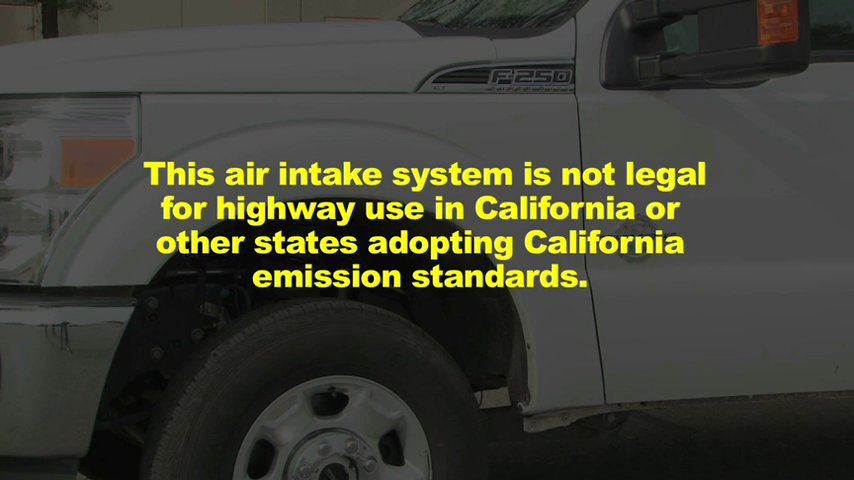 F-250
This air intake system is not legal
for highway use in California or
other states adopting California
emission standards.